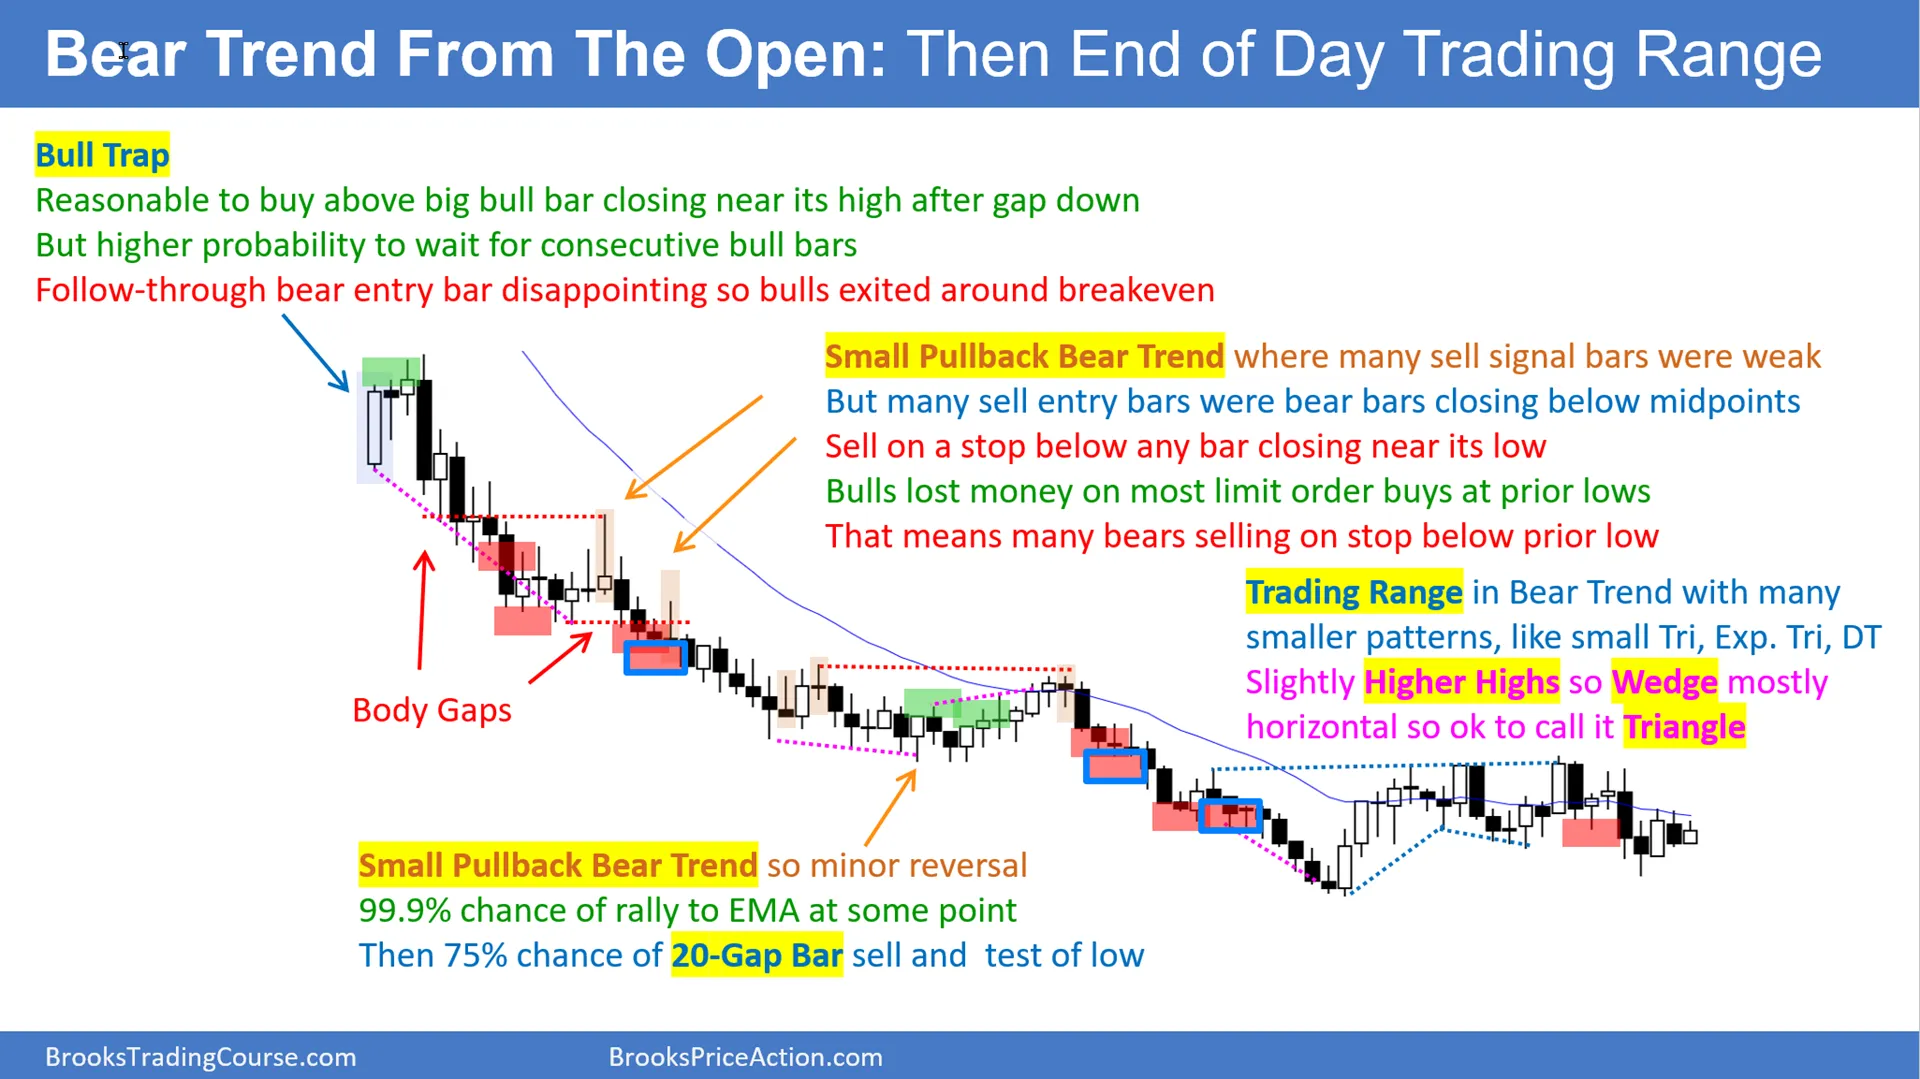 Bear Trend From The Open: Then End of Day Trading Range
Bull Trap
Reasonable to buy above big bull bar closing near its high after gap down
But higher probability to wait for consecutive bull bars
Follow-through bear entry bar disappointing so bulls exited around breakeven
Small Pullback Bear Trend where many sell signal bars were weak
But many sell entry bars were bear bars closing below midpoints
Sell on a stop below any bar closing near its low
Bulls lost money on most limit order buys at prior lows
That means many bears selling on stop below prior low
Trading Range in Bear Trend with many
smaller patterns, like small Tri, Exp. Tri, DT
Slightly Higher Highs so Wedge mostly
horizontal so ok to call it Triangle
Body Gaps
Small Pullback Bear Trend so minor reversal
99.9% chance of rally to EMA at some point
Then 75% chance of 20-Gap Bar sell and test of low
BrooksTradingCourse.com
BrooksPriceAction.com